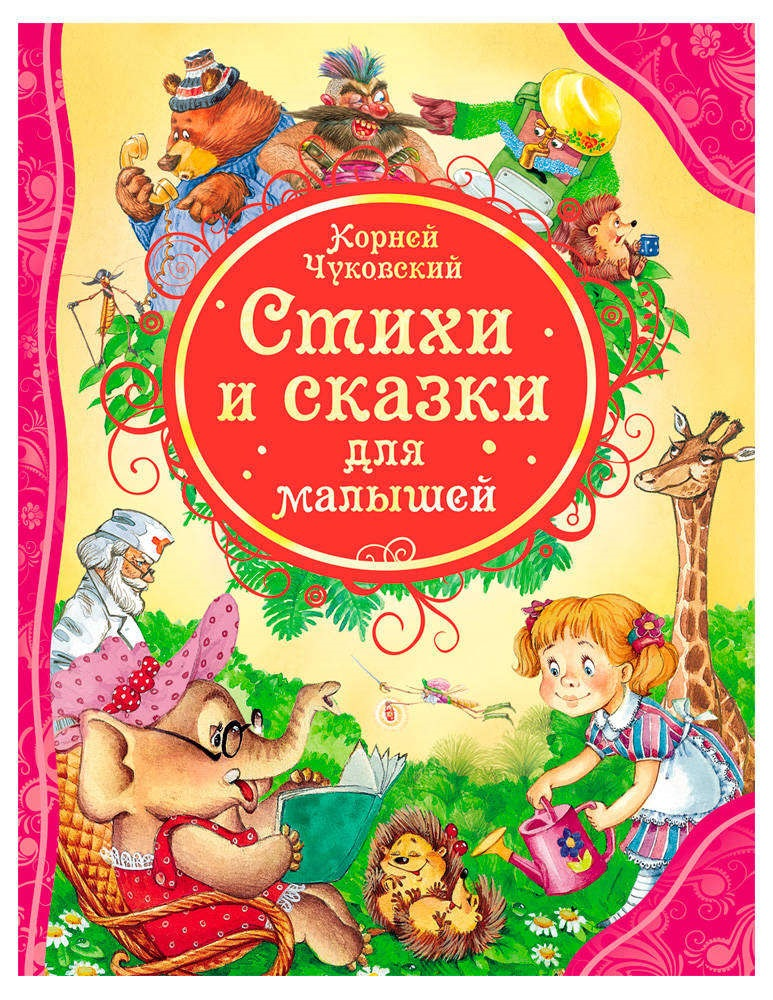 Корней
Чуковский
Стихи
и сказки
для
малышей